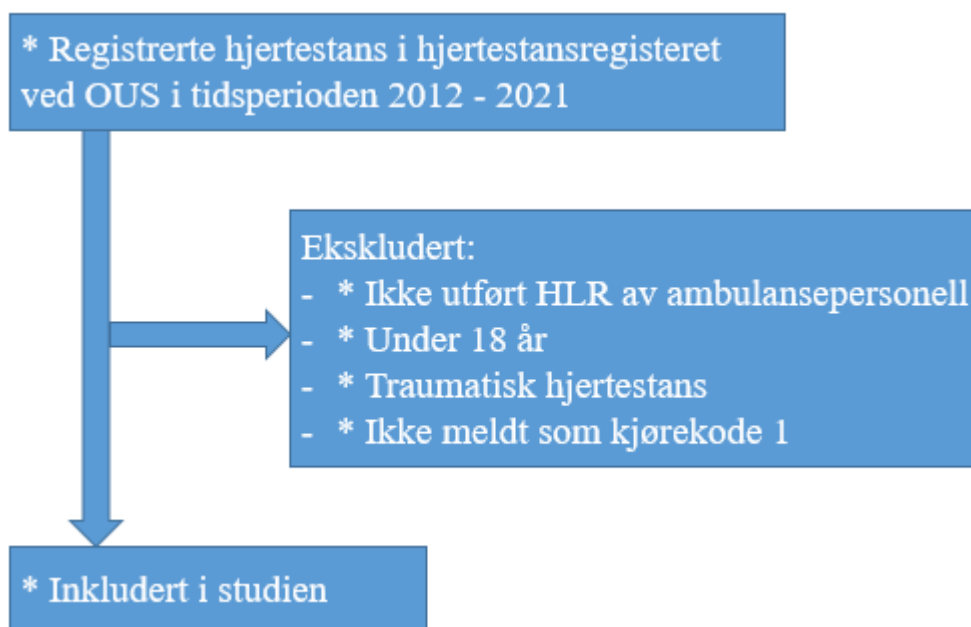 * Registrerte hjertestans i hjertestansregisteret
ved OUS i tidsperioden 2012 - 2021
Ekskludert:
- * Ikke utført HLR av ambulansepersonell
- * Under 18 år
- * Traumatisk hjertestans
- * Ikke meldt som kjørekode 1
* Inkludert i studien